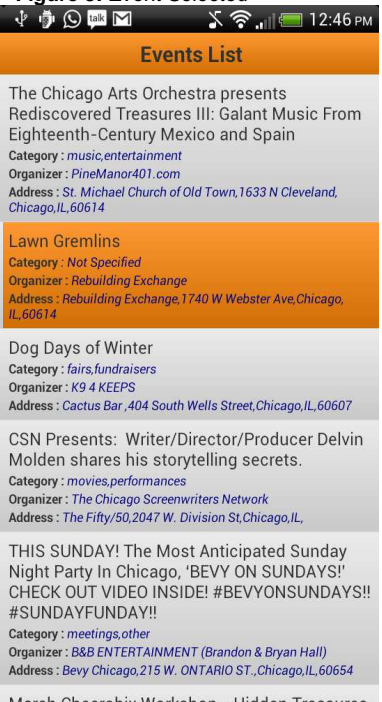 talk
12:46 PM
Events List
The Chicago Arts Orchestra presents
Rediscovered Treasures III: Galant Music From
Eighteenth-Century Mexico and Spain
Category : music,entertainment
Organizer : PineManor401.com
Address : St. Michael Church of Old Town,1633 N Cleveland,
Chicago,IL,60614
Lawn Gremlins
Category : Not Specified
Organizer : Rebuilding Exchange
Address : Rebuilding Exchange,1740 W Webster Ave,Chicago,
IL,60614
Dog Days of Winter
Category : fairs,fundraisers
Organizer : K9 4 KEEPS
Address : Cactus Bar ,404 South Wells Street,Chicago,IL,60607
CSN Presents:  Writer/Director/Producer Delvin
Molden shares his storytelling secrets.
Category : movies,performances
Organizer : The Chicago Screenwriters Network
Address : The Fifty/50,2047 W. Division St,Chicago,IL,
THIS SUNDAY! The Most Anticipated Sunday
Night Party In Chicago, ‘BEVY ON SUNDAYS!’
CHECK OUT VIDEO INSIDE! #BEVYONSUNDAYS!!
#SUNDAYFUNDAY!!
Category : meetings,other
Organizer : B&B ENTERTAINMENT (Brandon & Bryan Hall)
Address : Bevy Chicago,215 W. ONTARIO ST.,Chicago,IL,60654